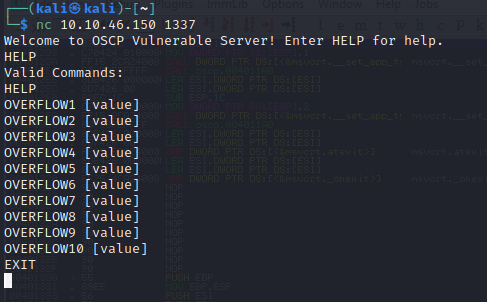 ┌──(kali㉿kali)-[~]
└─$ nc 10.10.46.150 1337
Welcome to OSCP Vulnerable Server! Enter HELP for help.
HELP
Valid Commands:
HELP
OVERFLOW1 [value]
OVERFLOW2 [value]
OVERFLOW3 [value]
OVERFLOW4 [value]
OVERFLOW5 [value]
OVERFLOW6 [value]
OVERFLOW7 [value]
OVERFLOW8 [value]
OVERFLOW9 [value]
OVERFLOW10 [value]
EXIT